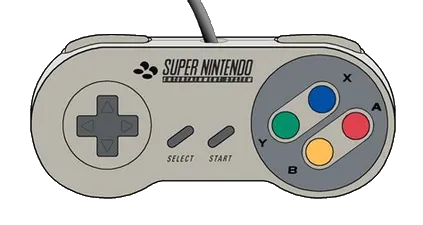 SUPER NINTENDO
ENTERTAINMENT SYSTEM
X
A
Y
B
SELECT START